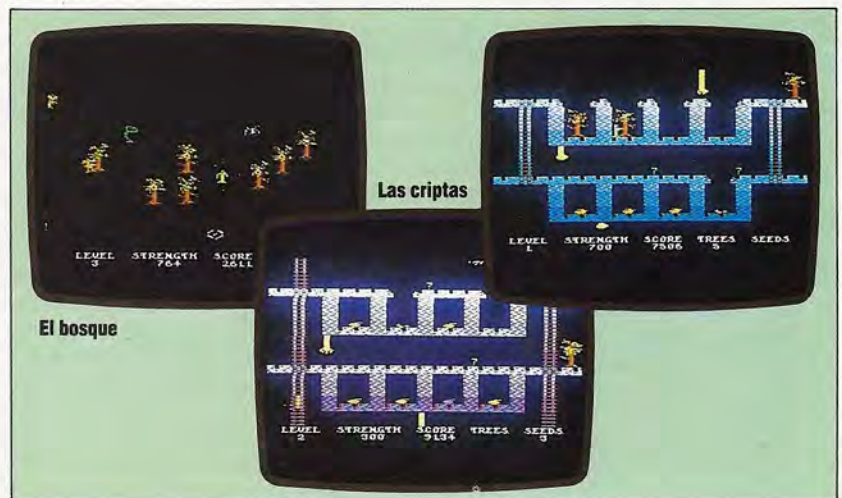 LEVEL STRENGTH SCORE
3 764 2611
El bosque
Las criptas
?
? ?
LEVEL STRENGTH SCORE TREES SEEDS
1 700 7506 5
?
?
LEVEL STRENGTH SCORE TREES SEEDS
2 300 9134 3